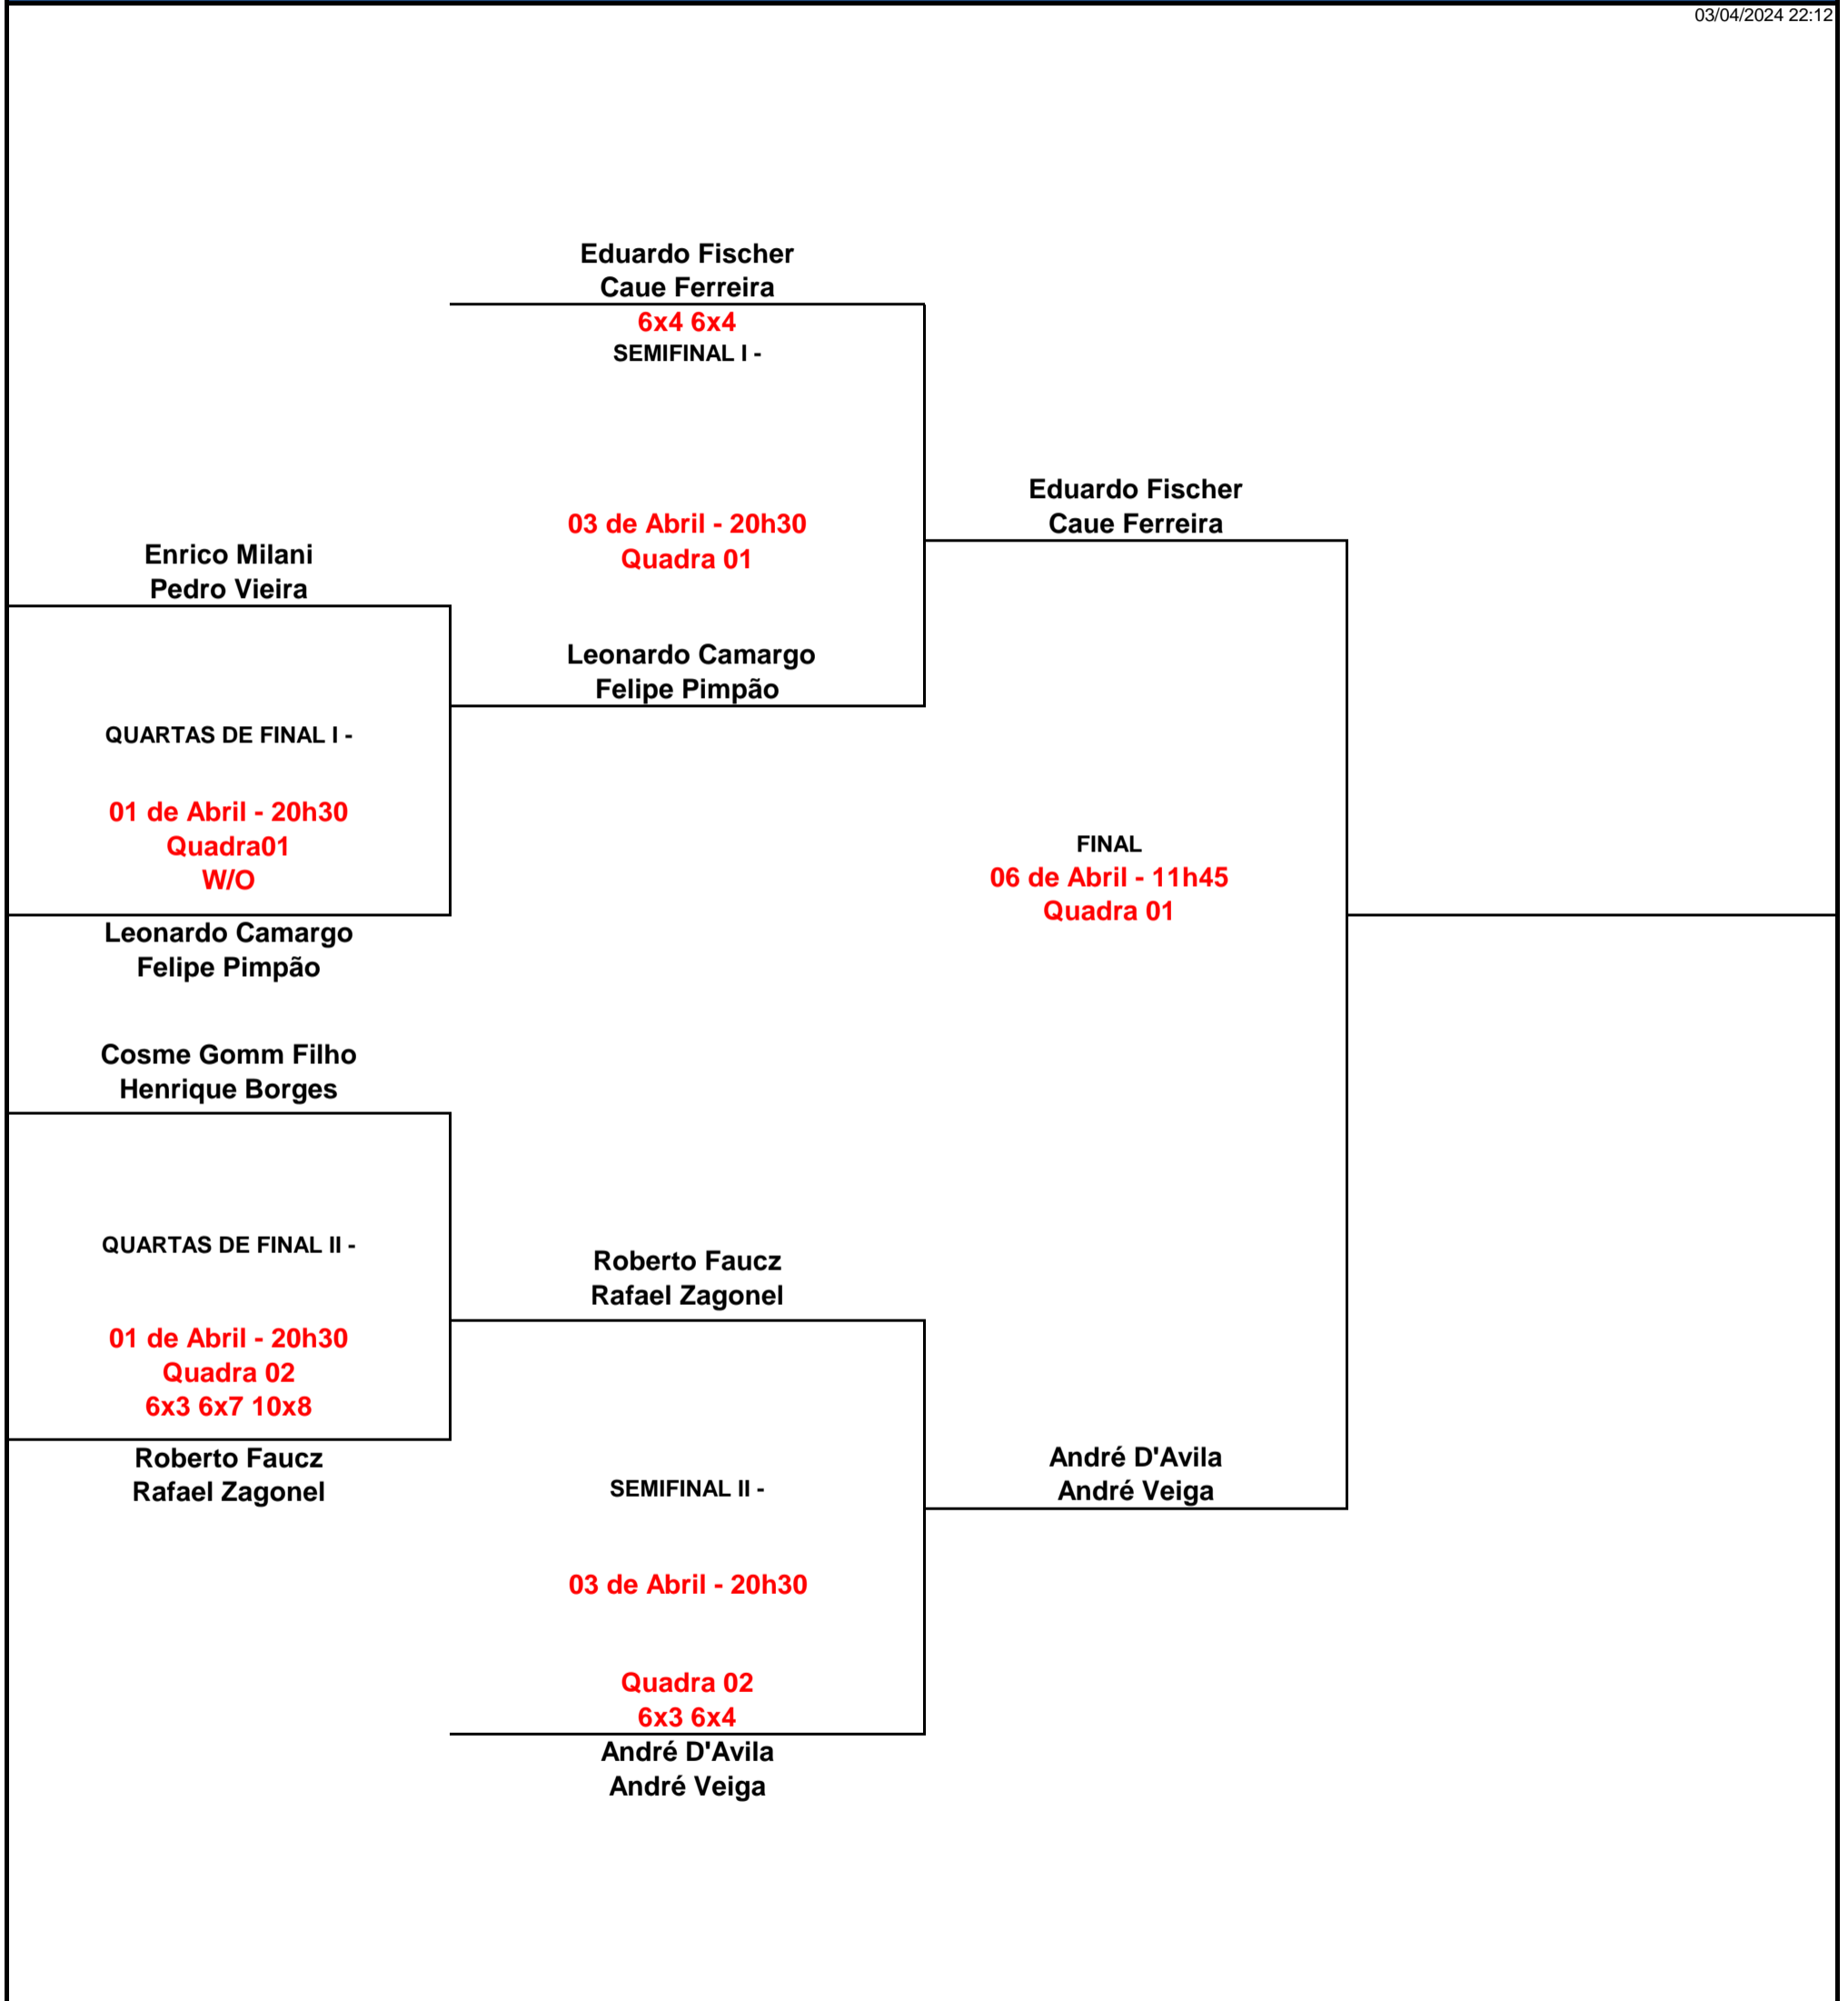 03/04/2024 22:12
Eduardo Fischer
Caue Ferreira
6x4 6x4
SEMIFINAL I -
03 de Abril - 20h30
Quadra 01
Eduardo Fischer
Caue Ferreira
Enrico Milani
Pedro Vieira
Leonardo Camargo
Felipe Pimpão
QUARTAS DE FINAL I -
01 de Abril - 20h30
Quadra01
W/O
FINAL
06 de Abril - 11h45
Quadra 01
Leonardo Camargo
Felipe Pimpão
Cosme Gomm Filho
Henrique Borges
QUARTAS DE FINAL II -
Roberto Faucz
Rafael Zagonel
01 de Abril - 20h30
Quadra 02
6x3 6x7 10x8
Roberto Faucz
Rafael Zagonel
SEMIFINAL II -
André D'Avila
André Veiga
03 de Abril - 20h30
Quadra 02
6x3 6x4
André D'Avila
André Veiga